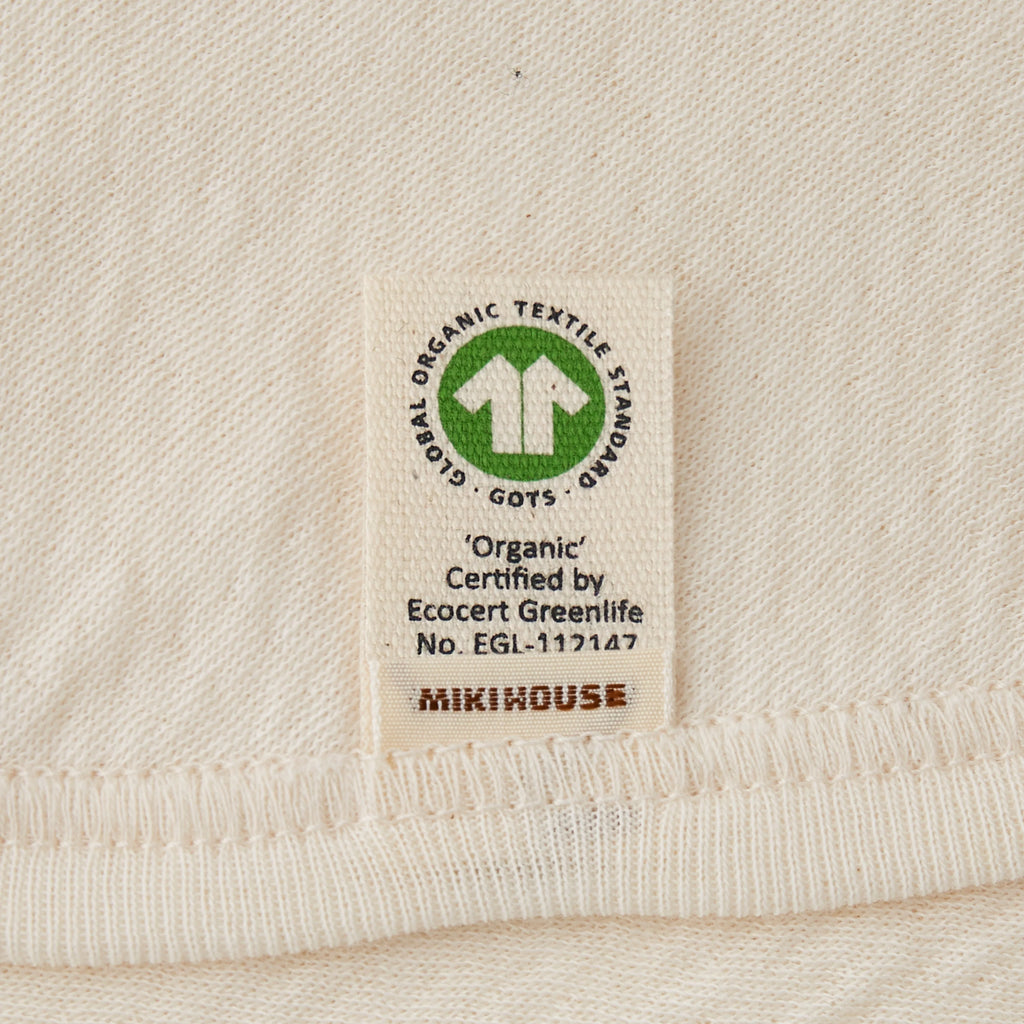 GLOBAL ORGANIC TEXTILE STANDARD
· GOTS ·
‘Organic’
Certified by
Ecocert Greenlife
No. EGL-112147
MIKIHOUSE